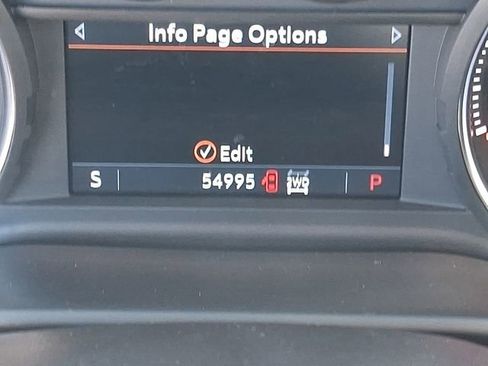 Info Page Options
Edit
S 54995 2WD P